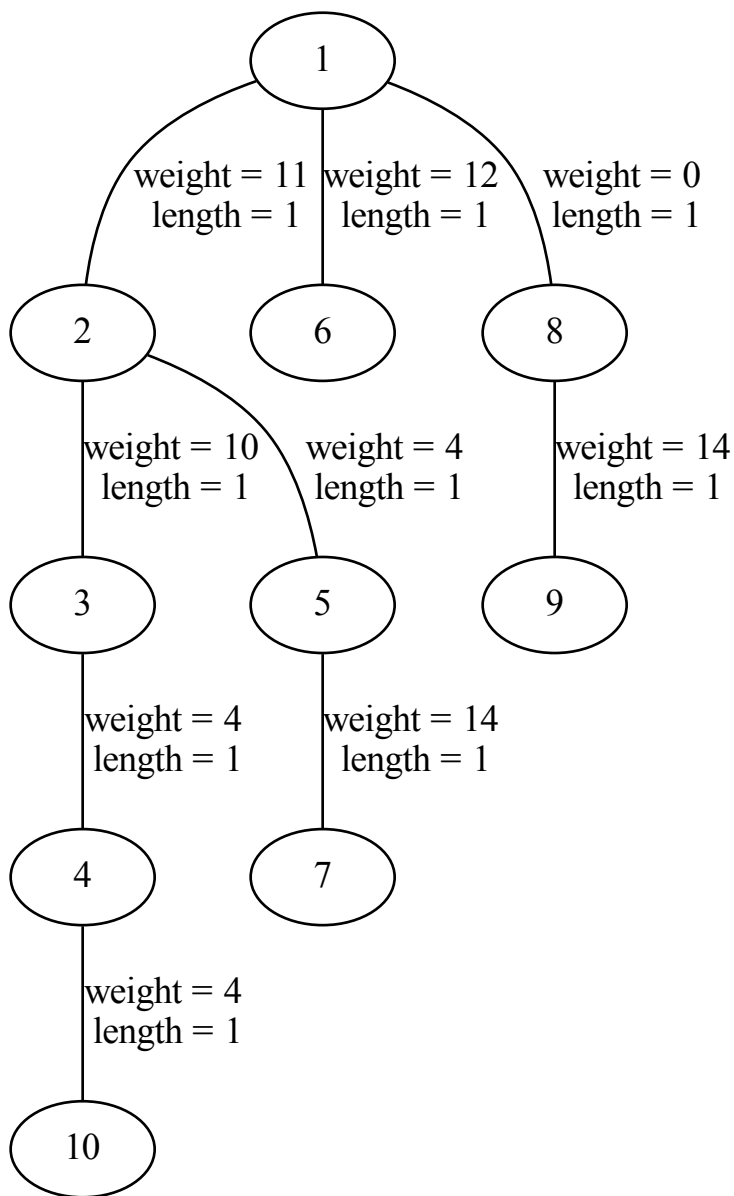 1
weight = 11
length = 1
weight = 12
length = 1
weight = 0
length = 1
2
6
8
weight = 10
length = 1
weight = 4
length = 1
weight = 14
length = 1
3
5
9
weight = 4
length = 1
weight = 14
length = 1
4
7
weight = 4
length = 1
10